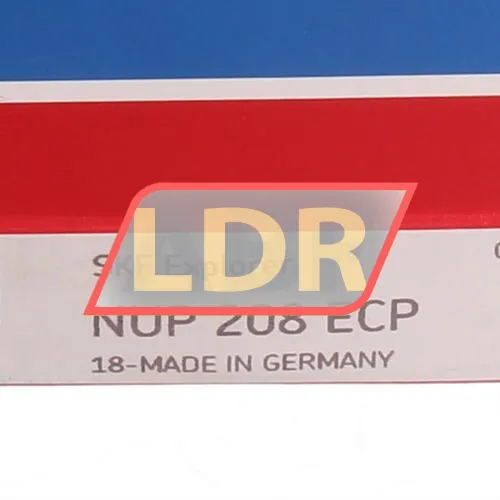 LDR
SKF Explorer
NUP 208 ECP
18-MADE IN GERMANY